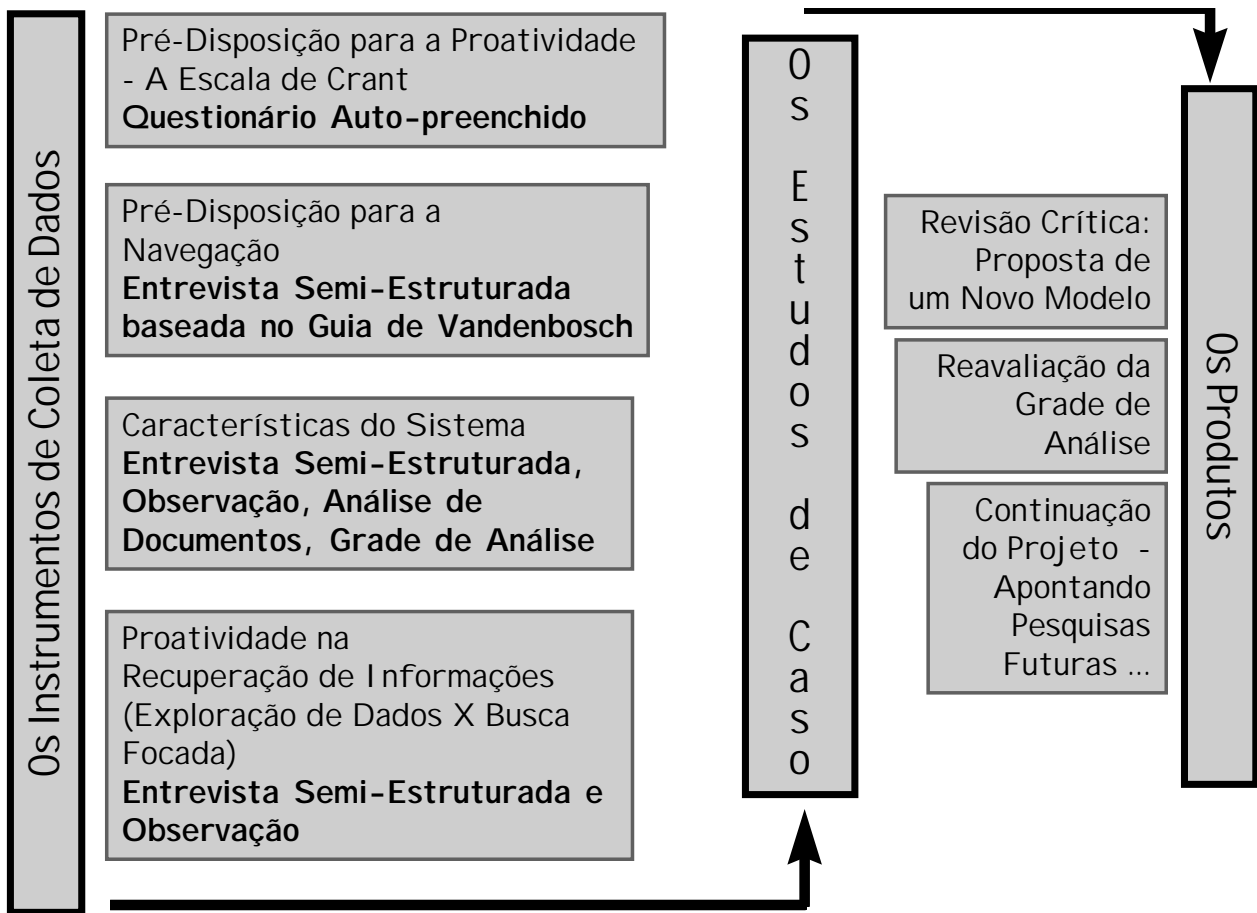 Os Instrumentos de Coleta de Dados
Pré-Disposição para a Proatividade
- A Escala de Crant
Questionário Auto-preenchido
Pré-Disposição para a
Navegação
Entrevista Semi-Estruturada
baseada no Guia de Vandenbosch
Características do Sistema
Entrevista Semi-Estruturada,
Observação, Análise de
Documentos, Grade de Análise
Proatividade na
Recuperação de Informações
(Exploração de Dados X Busca
Focada)
Entrevista Semi-Estruturada e
Observação
Os Estudos de Caso
Revisão Crítica:
Proposta de
um Novo Modelo
Reavaliação da
Grade de
Análise
Continuação
do Projeto -
Apontando
Pesquisas
Futuras ...
Os Produtos